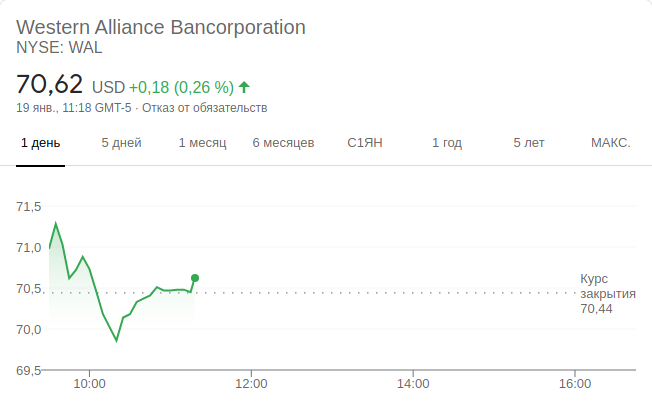 Western Alliance Bancorporation
NYSE: WAL
70,62 USD +0,18 (0,26 %)
19 янв., 11:18 GMT-5 · Отказ от обязательств
1 день 5 дней 1 месяц 6 месяцев С1ЯН 1 год 5 лет МАКС.
71,5
71,0
70,5
70,0
69,5
Курс
закрытия
70,44
10:00 12:00 14:00 16:00